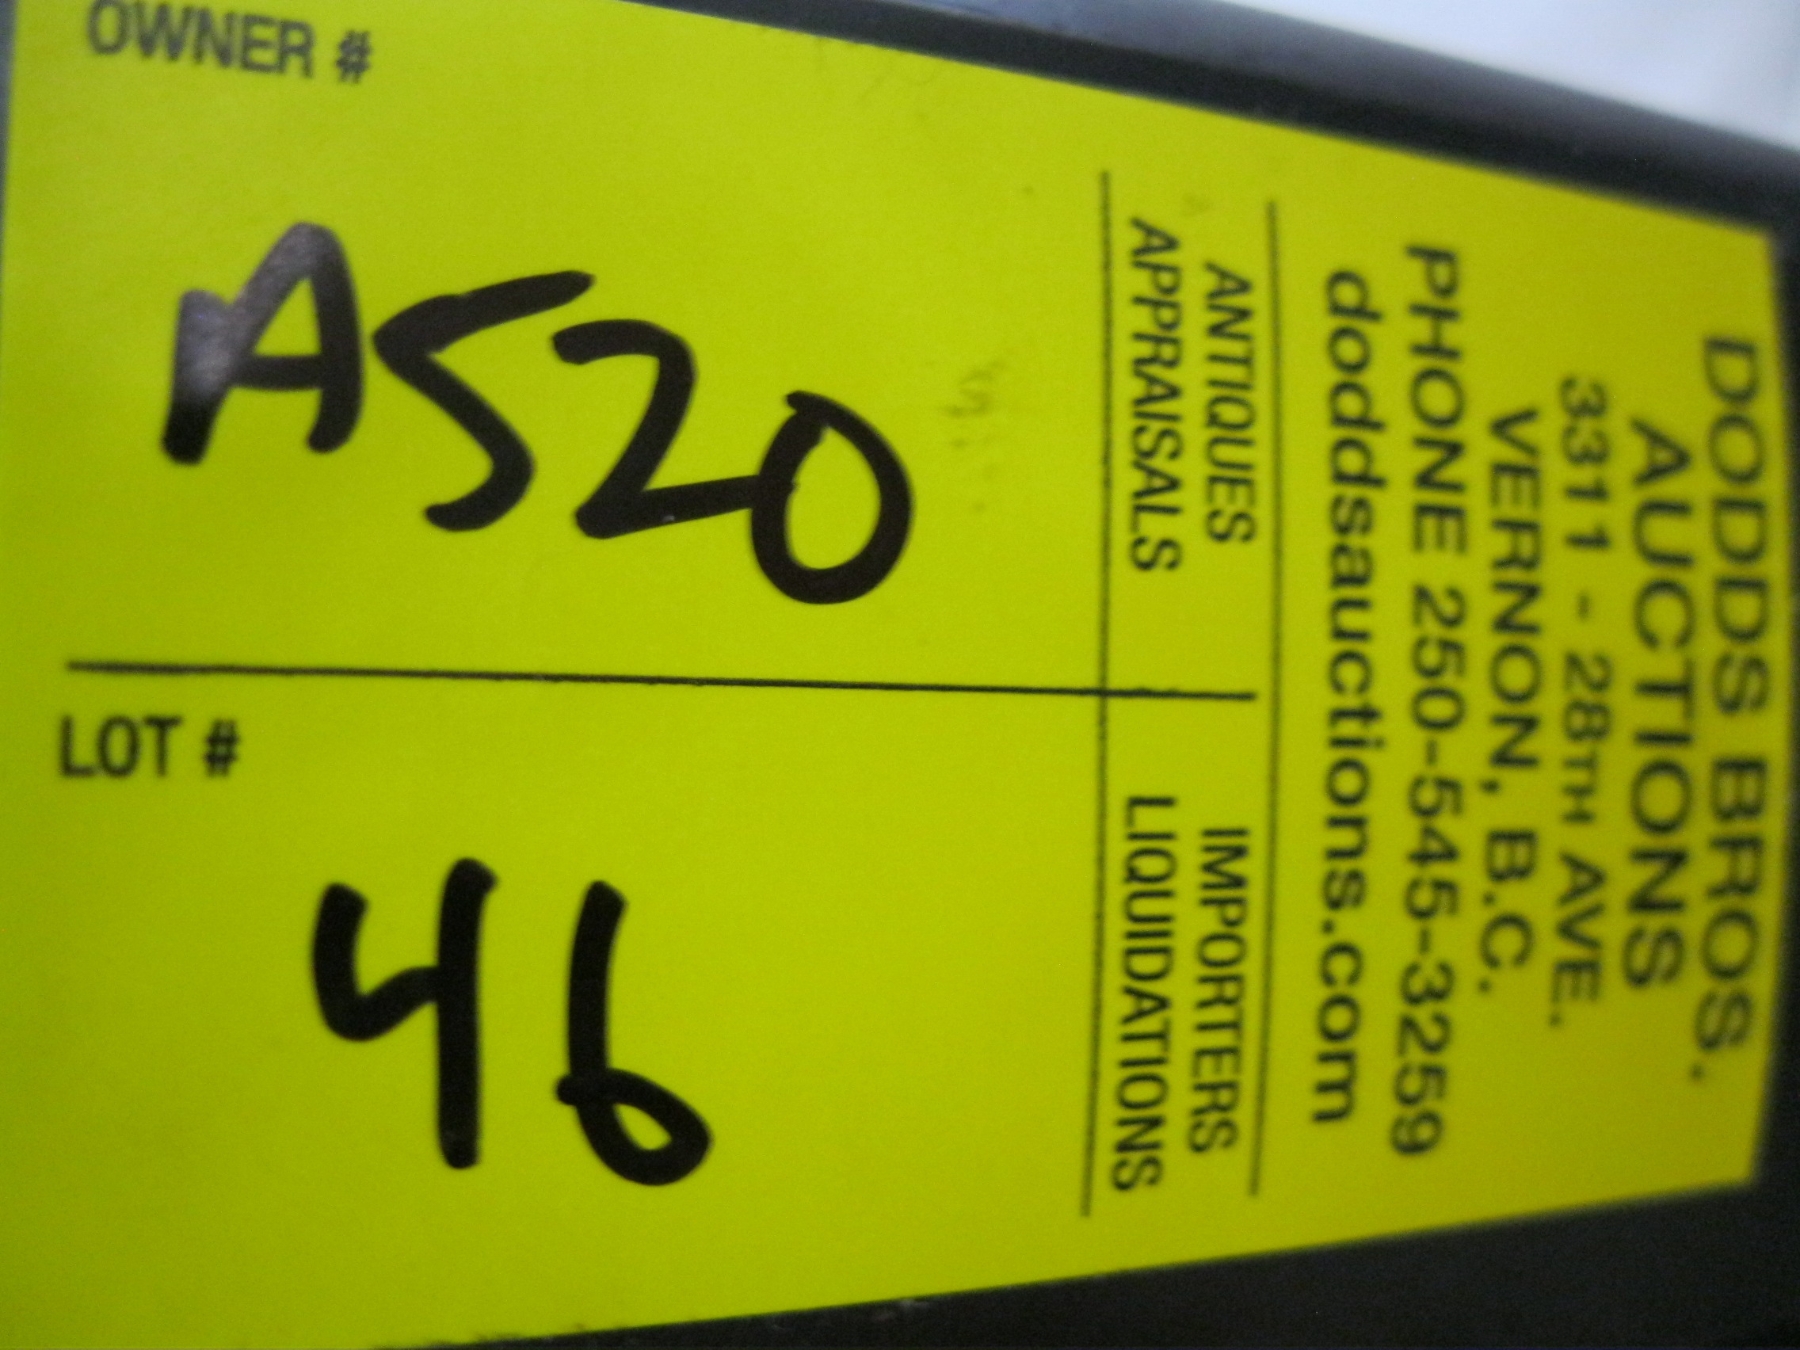 DODDS BROS.
AUCTIONS
3311 - 28TH AVE.
VERNON, B.C.
PHONE 250-545-3259
doddsauctions.com
ANTIQUES
APPRAISALS
IMPORTERS
LIQUIDATIONS
OWNER #
A520
LOT #
46